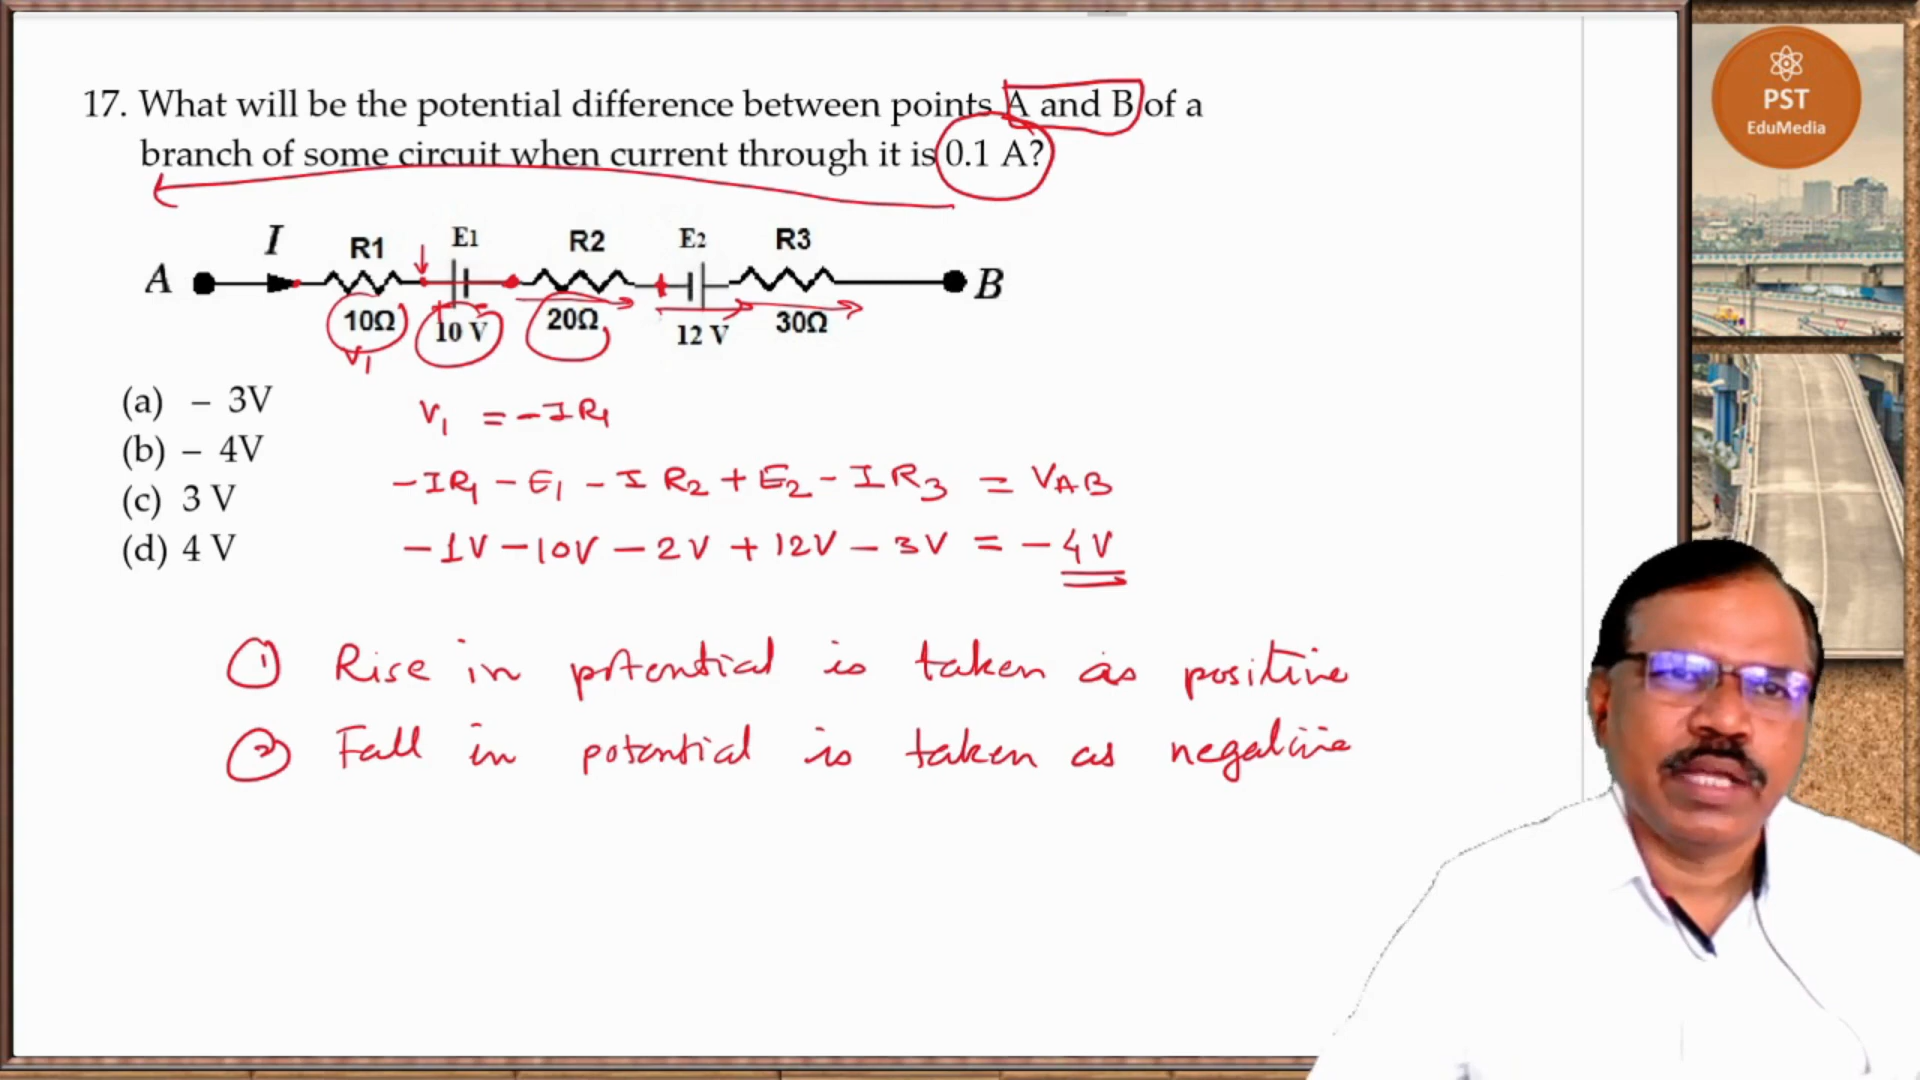 17. What will be the potential difference between points A and B of a
branch of some circuit when current through it is 0.1 A?
A I R1 E1 R2 E2 R3 B
10Ω 10 V 20Ω 12 V 30Ω
V1
(a) – 3V
(b) – 4V
(c) 3 V
(d) 4 V
V1 = -IR1
-IR1 - E1 - IR2 + E2 - IR3 = VAB
-1V -10V - 2V + 12V - 3V = -4V
① Rise in potential is taken as positive
② Fall in potential is taken as negative
PST
EduMedia